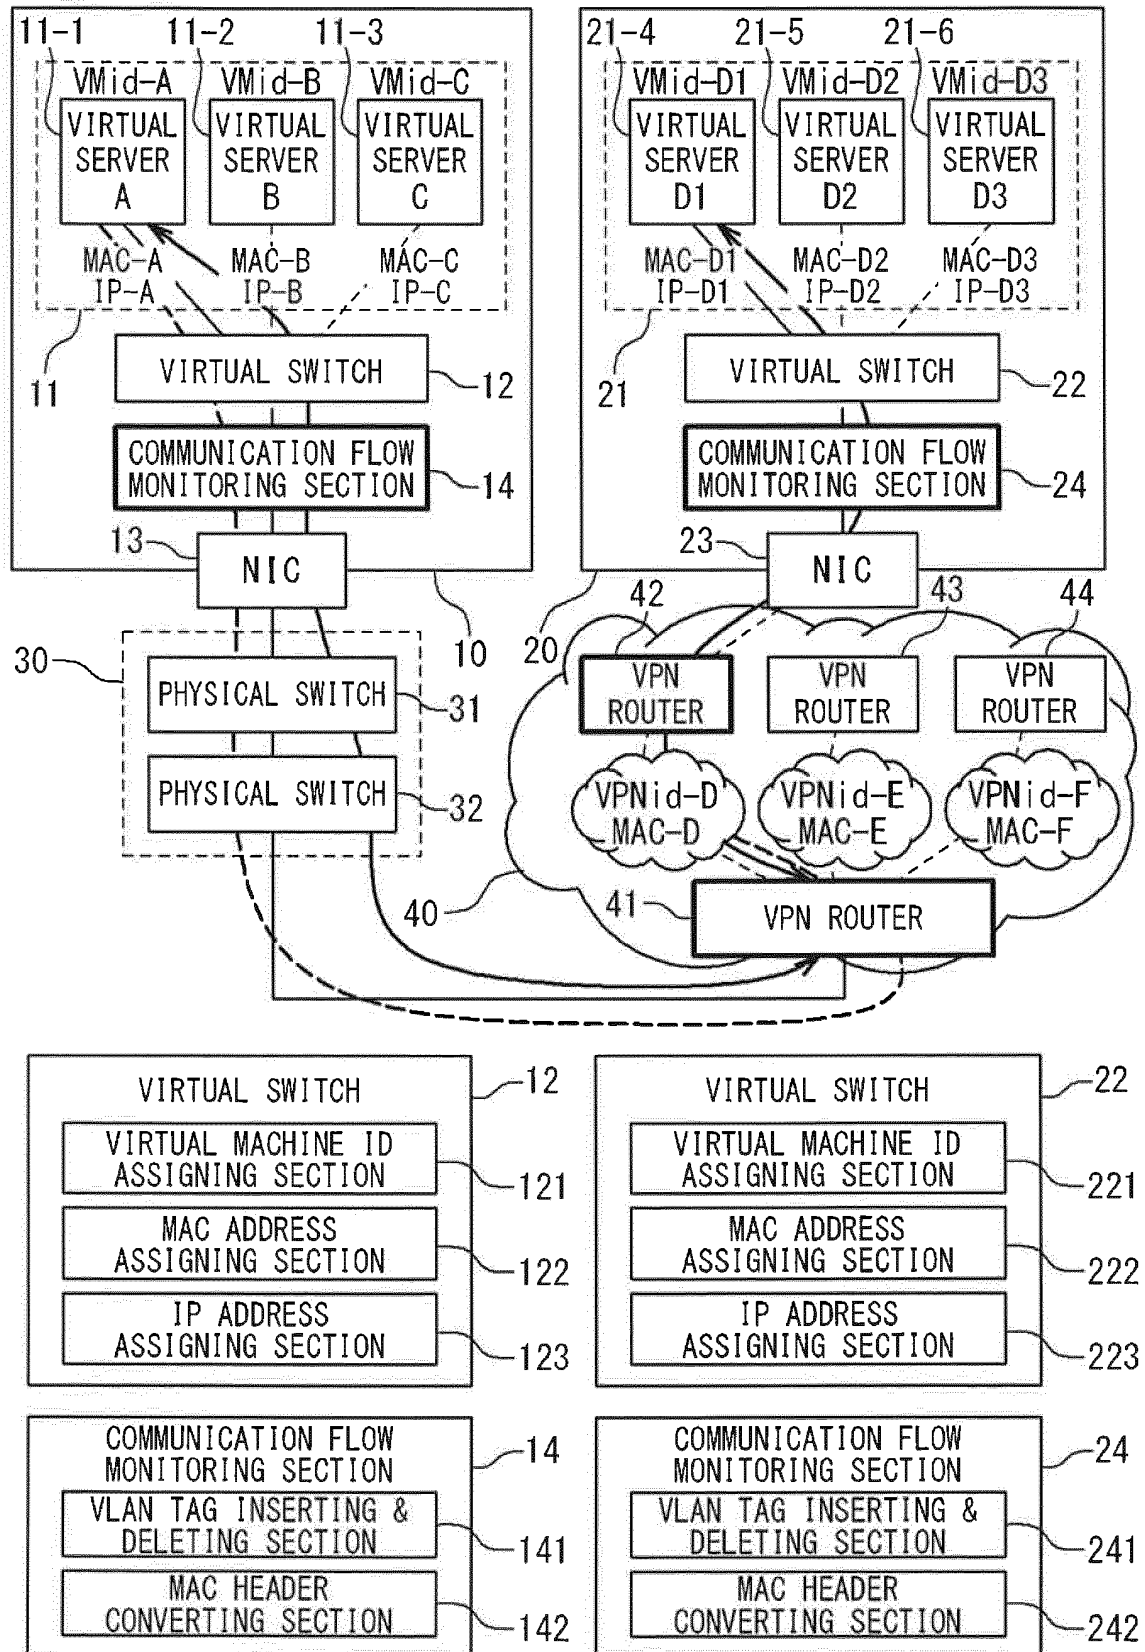 11-1 11-2 11-3
VMid-A VMid-B VMid-C
VIRTUAL SERVER A
VIRTUAL SERVER B
VIRTUAL SERVER C
MAC-A MAC-B MAC-C
IP-A IP-B IP-C
11
VIRTUAL SWITCH
12
COMMUNICATION FLOW
MONITORING SECTION
14
13
NIC
10
21-4 21-5 21-6
VMid-D1 VMid-D2 VMid-D3
VIRTUAL SERVER D1
VIRTUAL SERVER D2
VIRTUAL SERVER D3
MAC-D1 MAC-D2 MAC-D3
IP-D1 IP-D2 IP-D3
21
VIRTUAL SWITCH
22
COMMUNICATION FLOW
MONITORING SECTION
24
23
NIC
20
30
PHYSICAL SWITCH
31
PHYSICAL SWITCH
32
42 43 44
VPN ROUTER
VPN ROUTER
VPN ROUTER
VPNid-D VPNid-E VPNid-F
MAC-D MAC-E MAC-F
40
41
VPN ROUTER
VIRTUAL SWITCH
12
VIRTUAL MACHINE ID
ASSIGNING SECTION
121
MAC ADDRESS
ASSIGNING SECTION
122
IP ADDRESS
ASSIGNING SECTION
123
VIRTUAL SWITCH
22
VIRTUAL MACHINE ID
ASSIGNING SECTION
221
MAC ADDRESS
ASSIGNING SECTION
222
IP ADDRESS
ASSIGNING SECTION
223
COMMUNICATION FLOW
MONITORING SECTION
14
VLAN TAG INSERTING &
DELETING SECTION
141
MAC HEADER
CONVERTING SECTION
142
COMMUNICATION FLOW
MONITORING SECTION
24
VLAN TAG INSERTING &
DELETING SECTION
241
MAC HEADER
CONVERTING SECTION
242